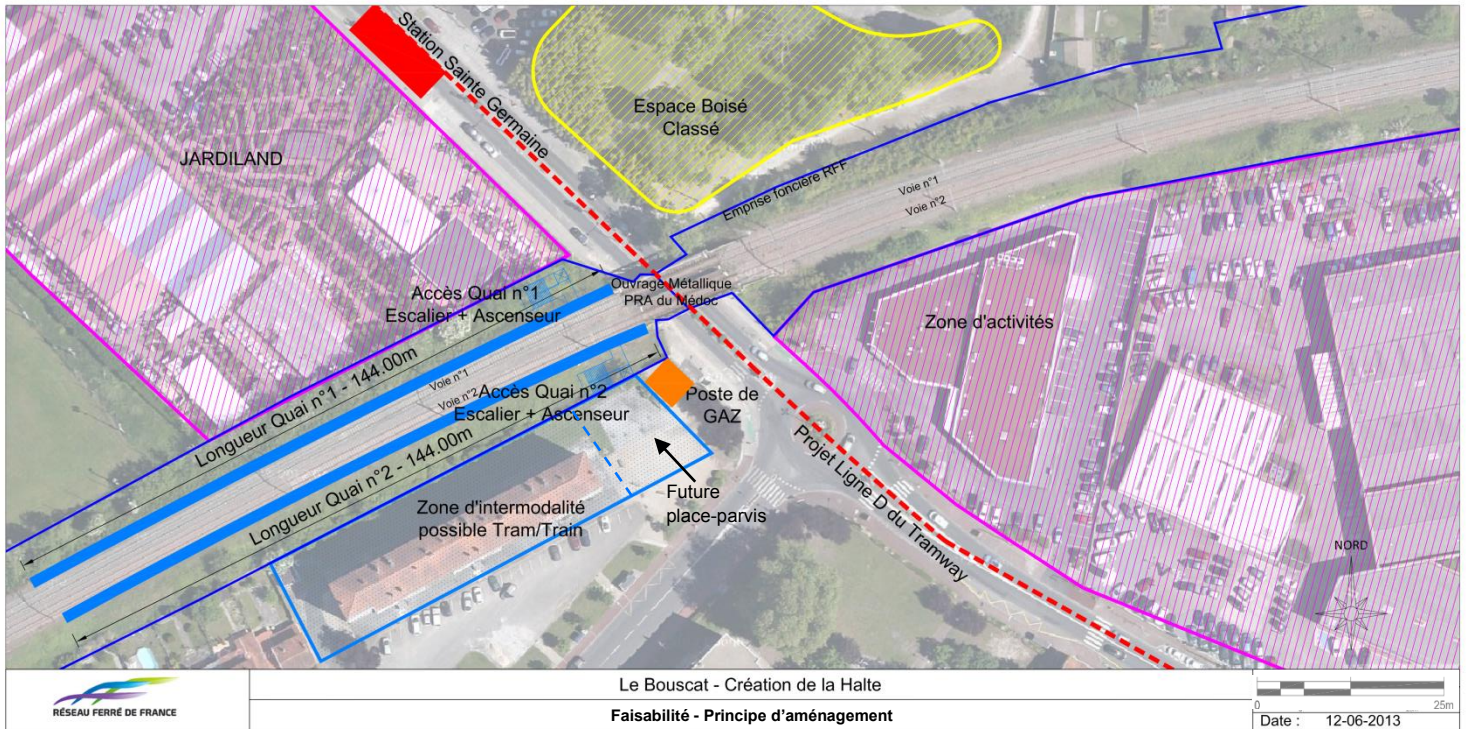 Station Sainte Germaine
Espace Boisé
Classé
JARDILAND
Emprise foncière RFF
Voie n°1
Voie n°2
Accès Quai n°1
Escalier + Ascenseur
Ouvrage Métallique
PRA du Médoc
Zone d'activités
Longueur Quai n°1 - 144.00m
Voie n°1
Voie n°2
Accès Quai n°2
Escalier + Ascenseur
Poste de
GAZ
Longueur Quai n°2 - 144.00m
Projet Ligne D du Tramway
Future
place-parvis
Zone d'intermodalité
possible Tram/Train
NORD
RÉSEAU FERRÉ DE FRANCE
Le Bouscat - Création de la Halte
Faisabilité - Principe d'aménagement
0 25m
Date : 12-06-2013